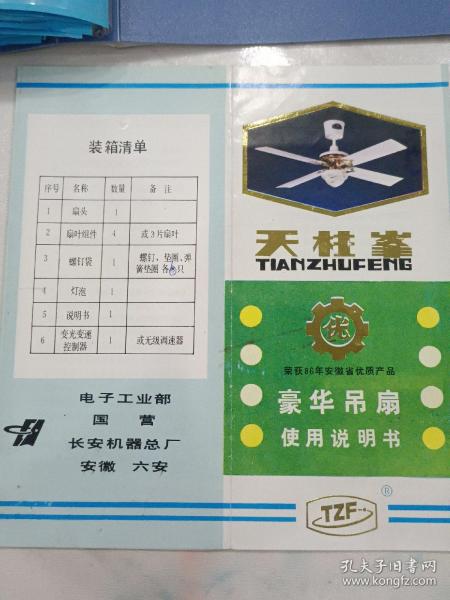 装箱清单
序号 名称 数量 备注
1 扇头 1
2 扇叶组件 4 或3片扇叶
3 螺钉袋 1 螺钉、垫圈、弹
簧垫圈 各 只
4 灯泡 1
5 说明书 1
6 变光变速
控制器 1 或无级调速器
电子工业部
国营
长安机器总厂
安徽 六安
天柱峯
TIANZHUFENG
优
荣获86年安徽省优质产品
豪华吊扇
使用说明书
TZF
®
孔夫子旧书网
www.kongfz.com